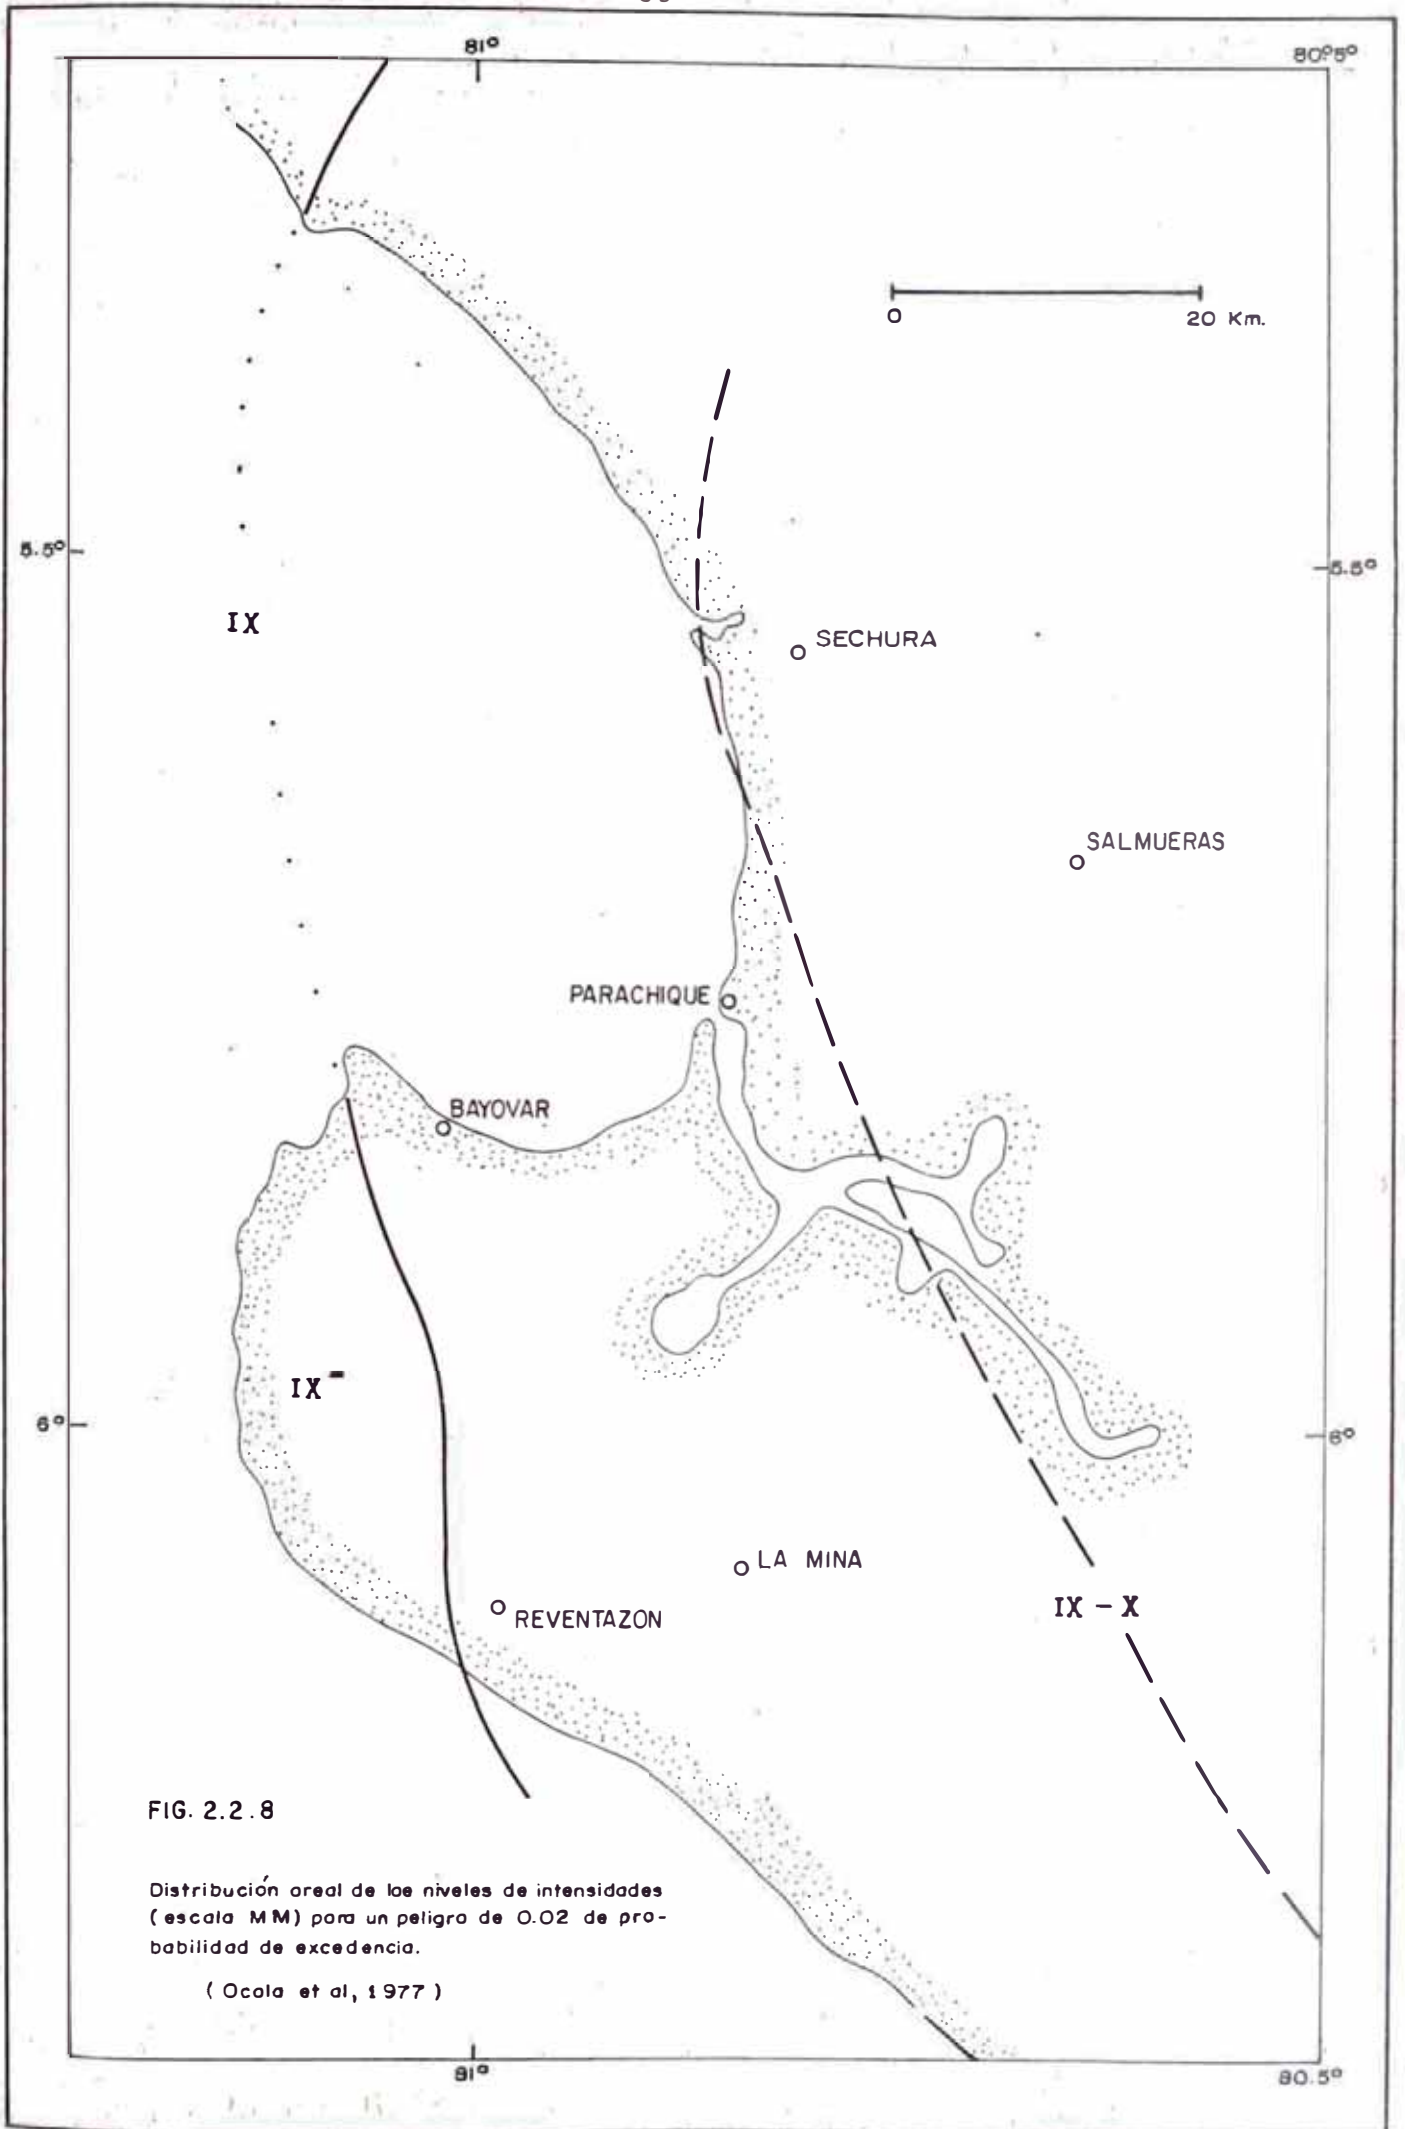 81°
80°5°
0
20 Km.
5.5°
5.5°
IX
SECHURA
SALMUERAS
PARACHIQUE
BAYOVAR
IX-
6°
6°
LA MINA
IX - X
REVENTAZON
FIG. 2.2.8
Distribución areal de los niveles de intensidades
(escala MM) para un peligro de 0.02 de pro-
babilidad de excedencia.
(Ocola et al, 1977)
81°
80.5°